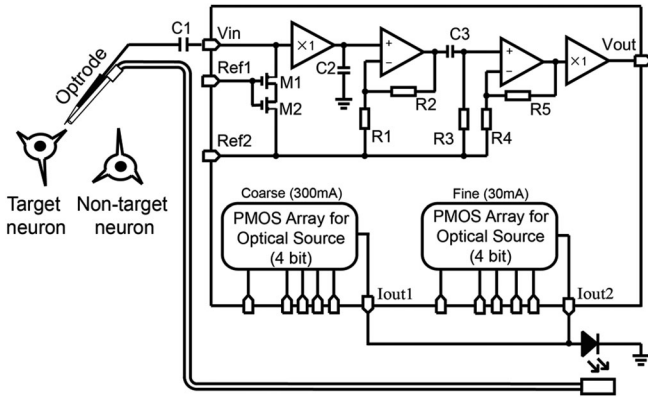 C1
Vin
×1
C2
+
−
C3
+
−
×1
Vout
Optrode
Ref1
M1
M2
R2
R1
R3
R4
R5
Ref2
Target
neuron
Non-target
neuron
Coarse (300mA)
PMOS Array for
Optical Source
(4 bit)
Fine (30mA)
PMOS Array for
Optical Source
(4 bit)
Iout1
Iout2